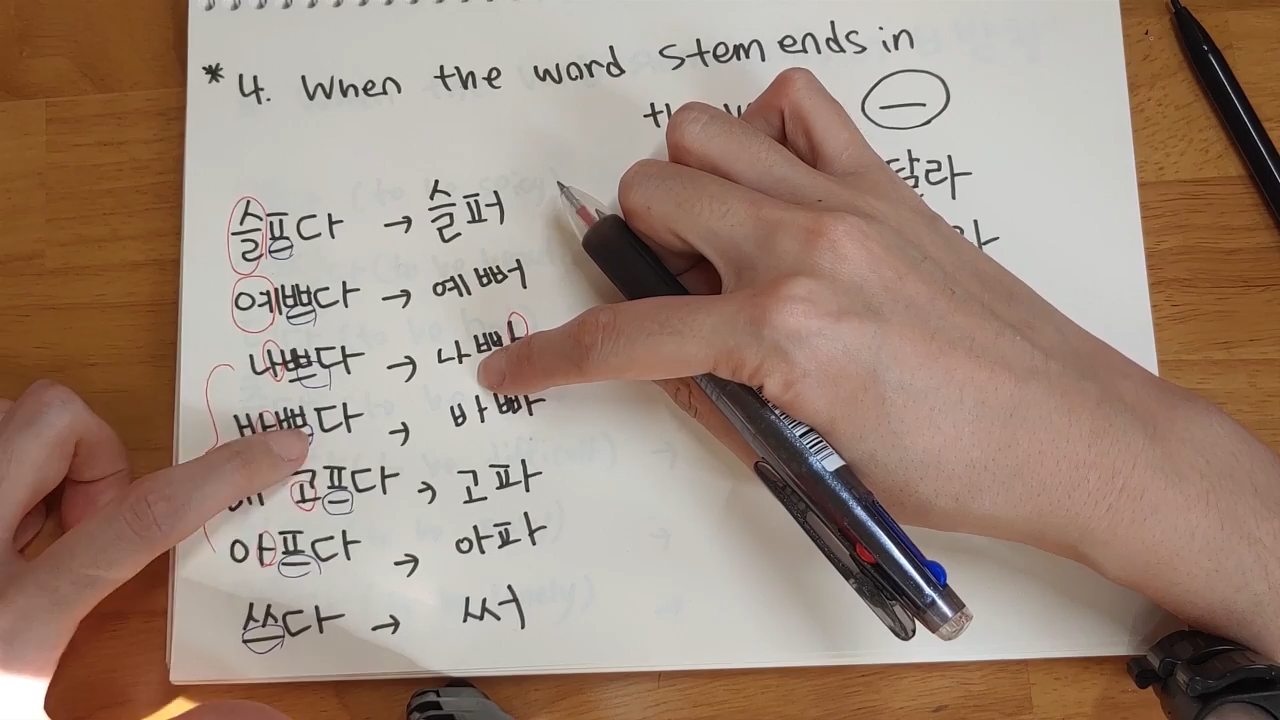 * 4. When the word stem ends in
ㅡ
달라
슬프다 → 슬퍼
예쁘다 → 예뻐
나쁘다 → 나빠
바쁘다 → 바빠
고프다 → 고파
아프다 → 아파
쓰다 → 써